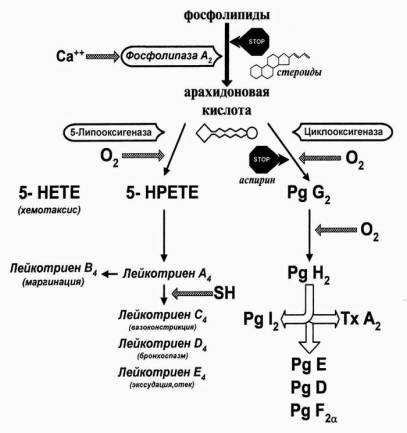 фосфолипиды
STOP
Ca⁺⁺
Фосфолипаза A₂
стероиды
арахидоновая
кислота
5-Липооксигеназа
Циклооксигеназа
O₂
STOP
O₂
аспирин
5- HETE
5- HPETE
Pg G₂
(хемотаксис)
O₂
Лейкотриен B₄
Лейкотриен A₄
Pg H₂
(маргинация)
SH
Лейкотриен C₄
(вазоконстрикция)
Pg I₂
Tx A₂
Лейкотриен D₄
(бронхоспазм)
Лейкотриен E₄
(экссудация,отек)
Pg E
Pg D
Pg F₂α